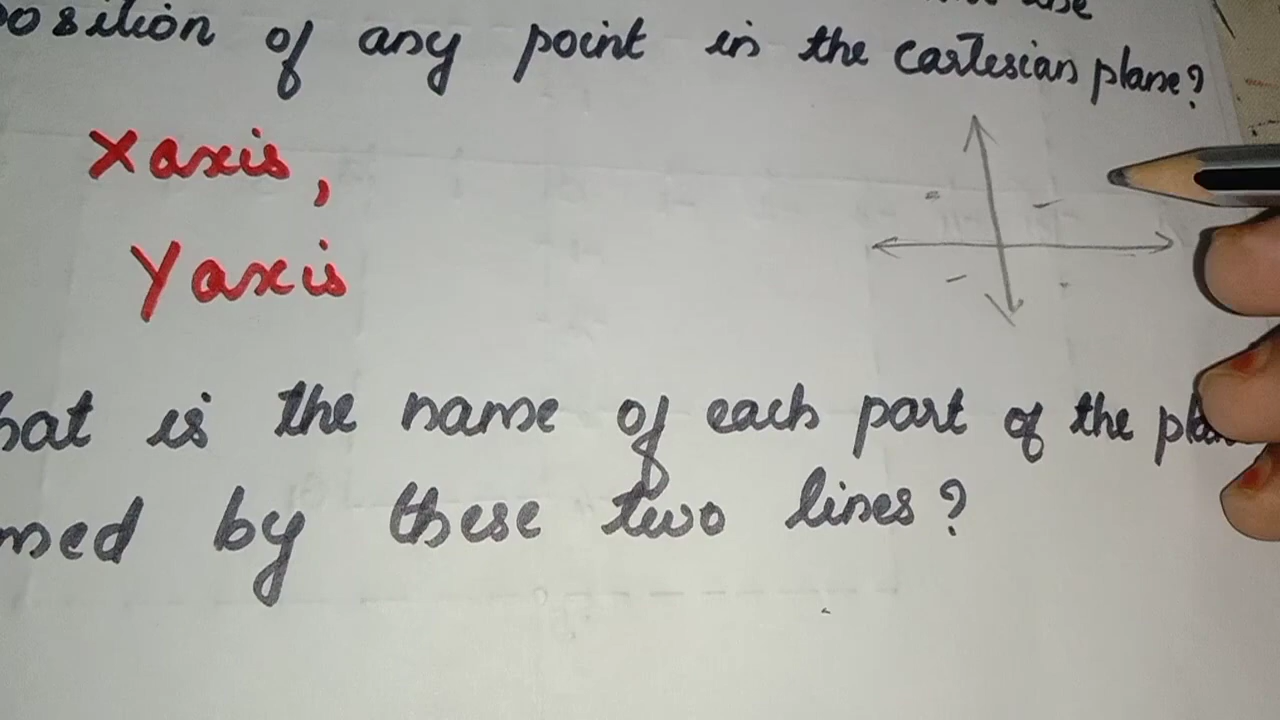 osition of any point in the cartesian plane?
X axis,
Y axis
hat is the name of each part of the
med by these two lines?